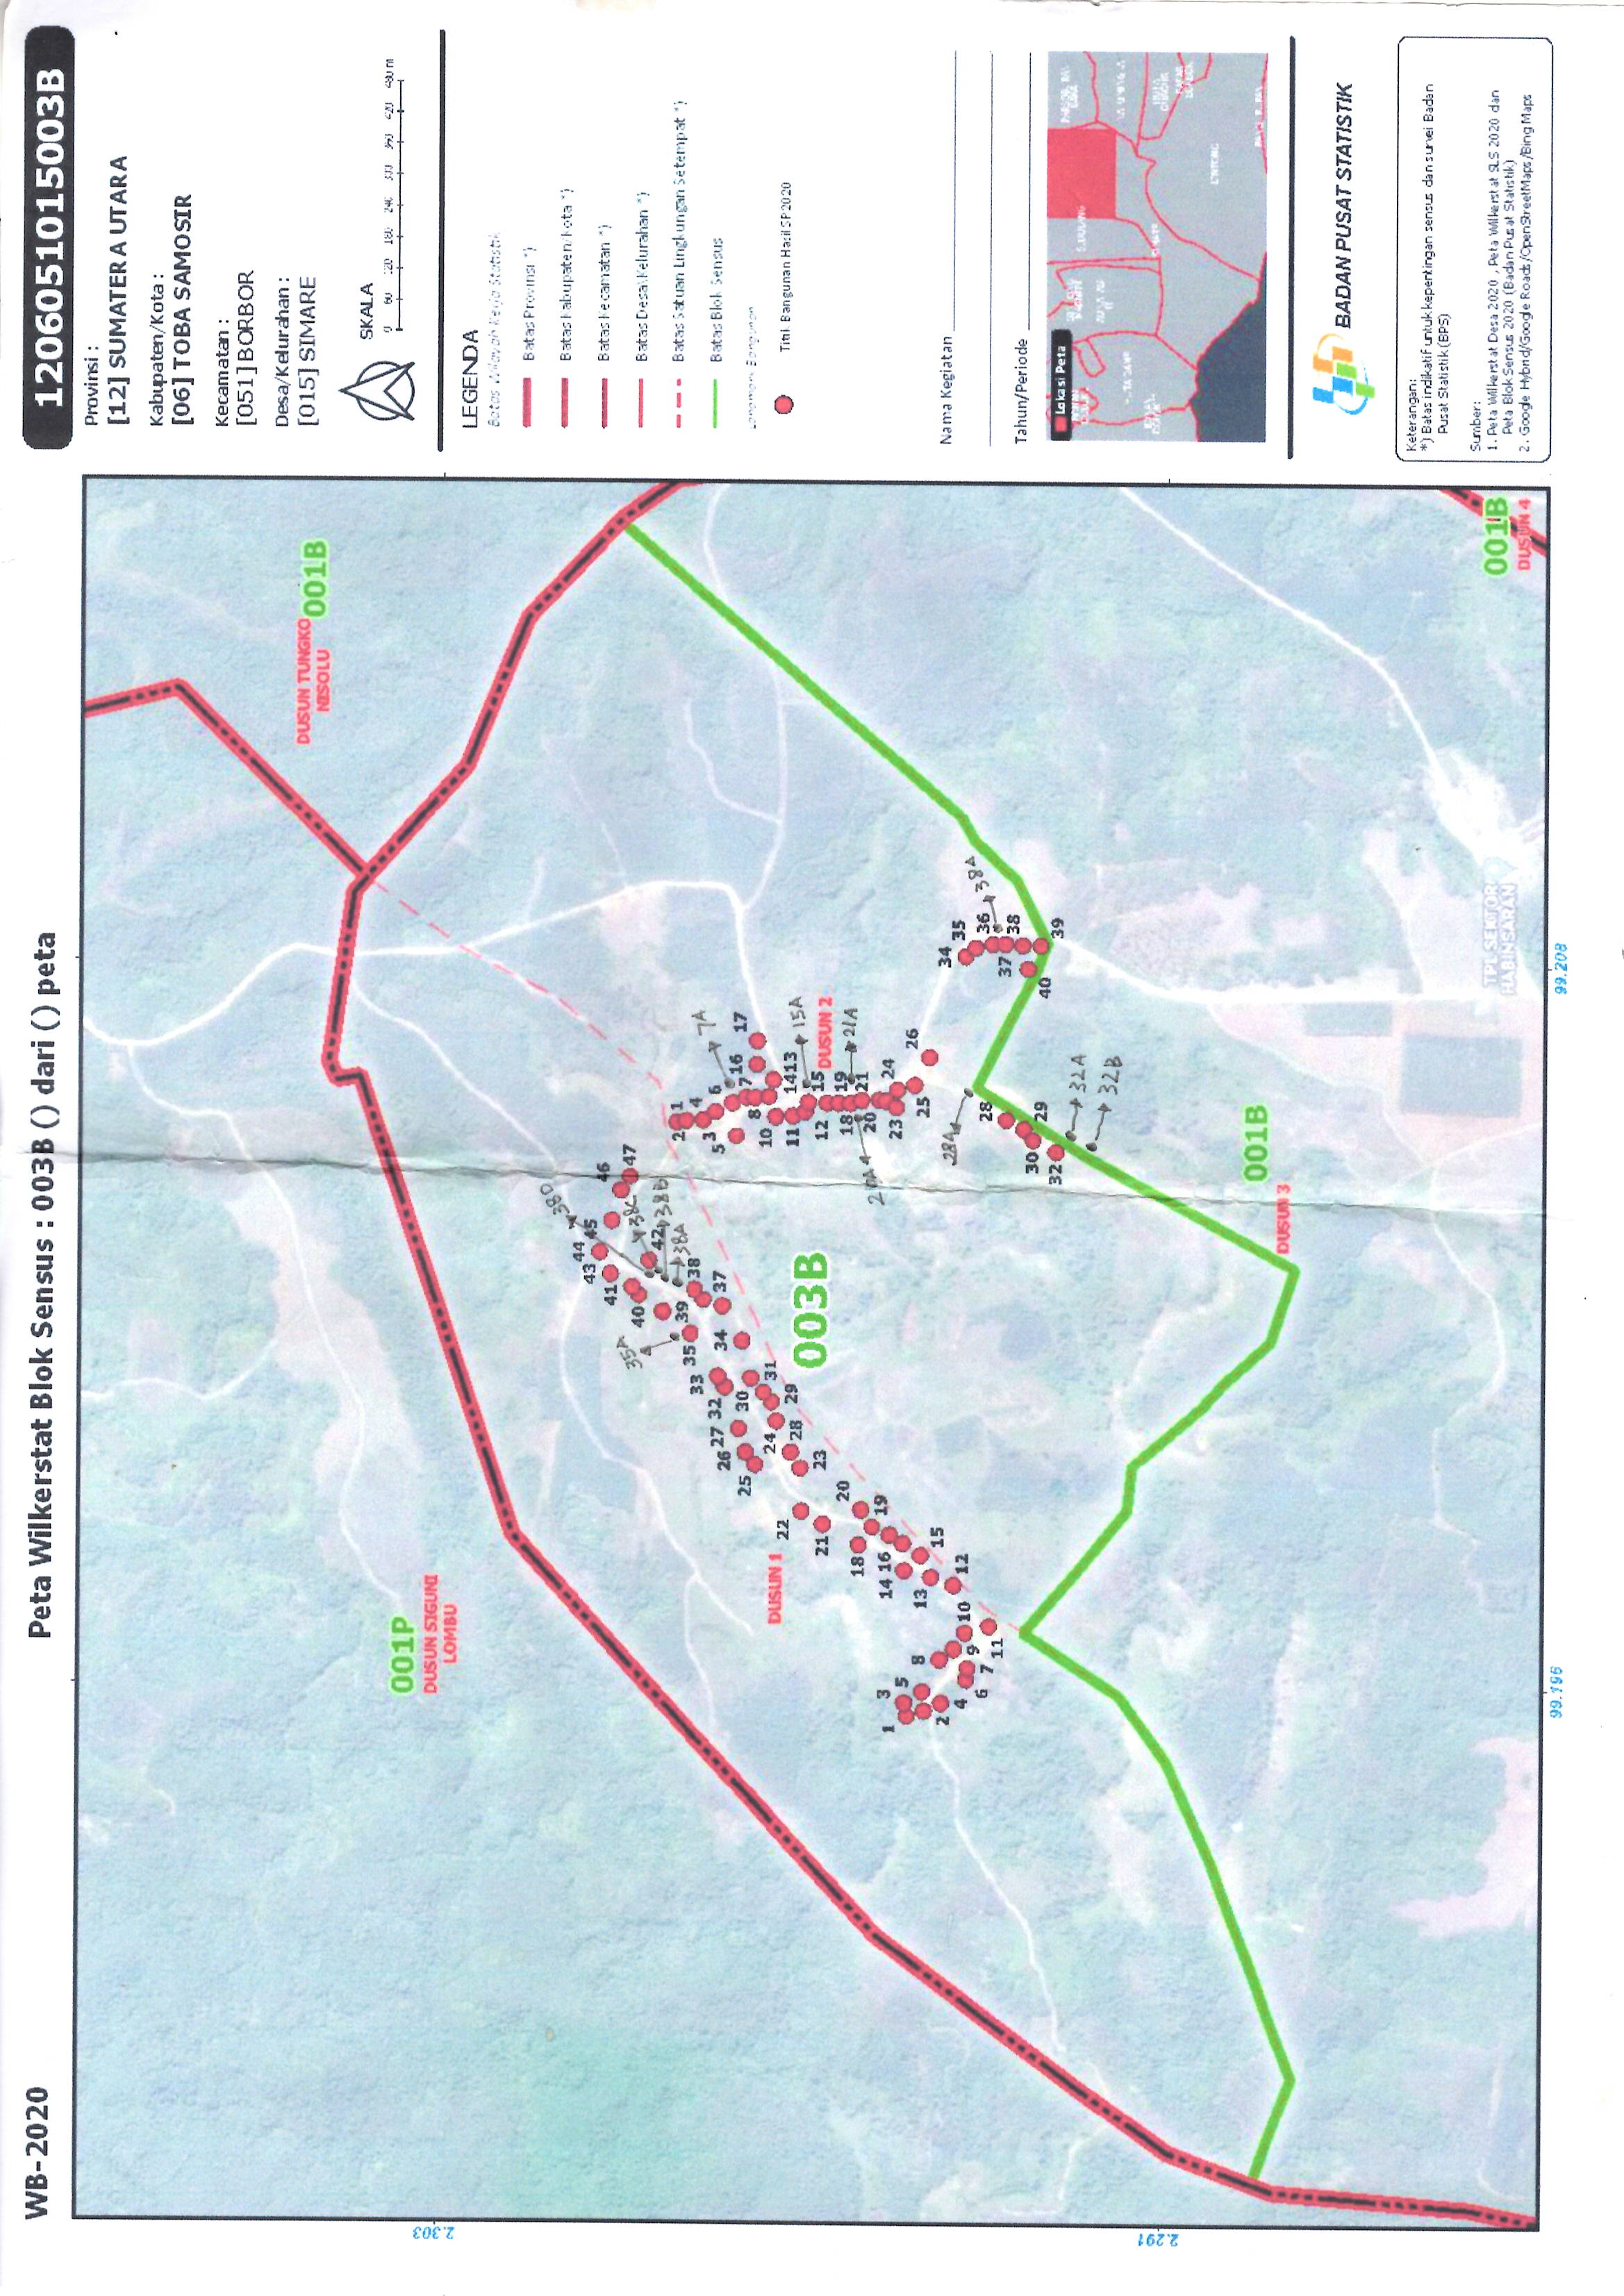 WB-2020
Peta Wilkerstat Blok Sensus : 003B () dari () peta
1206051015003B
Provinsi :
[12] SUMATERA UTARA
Kabupaten/Kota :
[06] TOBA SAMOSIR
Kecamatan :
[051] BORBOR
Desa/Kelurahan :
[015] SIMARE
SKALA
0 60 120 180 240 300 360 420 480 m
LEGENDA
Batas Wilayah Kerja Statistik
Batas Provinsi *)
Batas Kabupaten/Kota *)
Batas Kecamatan *)
Batas Desa\Kelurahan *)
Batas Satuan Lingkungan Setempat *)
Batas Blok Sensus
Landmark Bangunan
Titik Bangunan Hasil SP2020
Nama Kegiatan
Tahun/Periode
Lokasi Peta
LINTONG
BADAN PUSAT STATISTIK
Keterangan:
*) Batas indikatif untuk kepentingan sensus dan survei Badan
Pusat Statistik (BPS)
Sumber:
1. Peta Wilkerstat Desa 2020 , Peta Wilkerstat SLS 2020 dan
Peta Blok Sensus 2020 (Badan Pusat Statistik)
2. Google Hybrid/Google Roads/OpenStreetMaps/Bing Maps
2.303
2.291
99.196
99.208
DUSUN TUNGKO
NISOLU
001B
001P
DUSUN SIGUNI
LOMBU
38D
44
43
45
41
46
47
35A
40
38C
42
38B
38A
39
35
38
33
32
34
37
27
26
25
30
31
24
29
28
DUSUN 1
22
23
21
003B
20
18
19
16
14
13
15
12
1
3
5
8
2
4
6
7
9
10
11
2
1
4
3
5
6
7A
7
16
17
8
10
14
13
11
15A
15
12
DUSUN 2
19
18
21A
21
20A
20
24
23
25
26
28A
28
30
29
32
32A
32B
34
35
36
38A
37
38
40
39
001B
DUSUN 3
TPL SEKTOR
HABINSARAN
001B
DUSUN 4